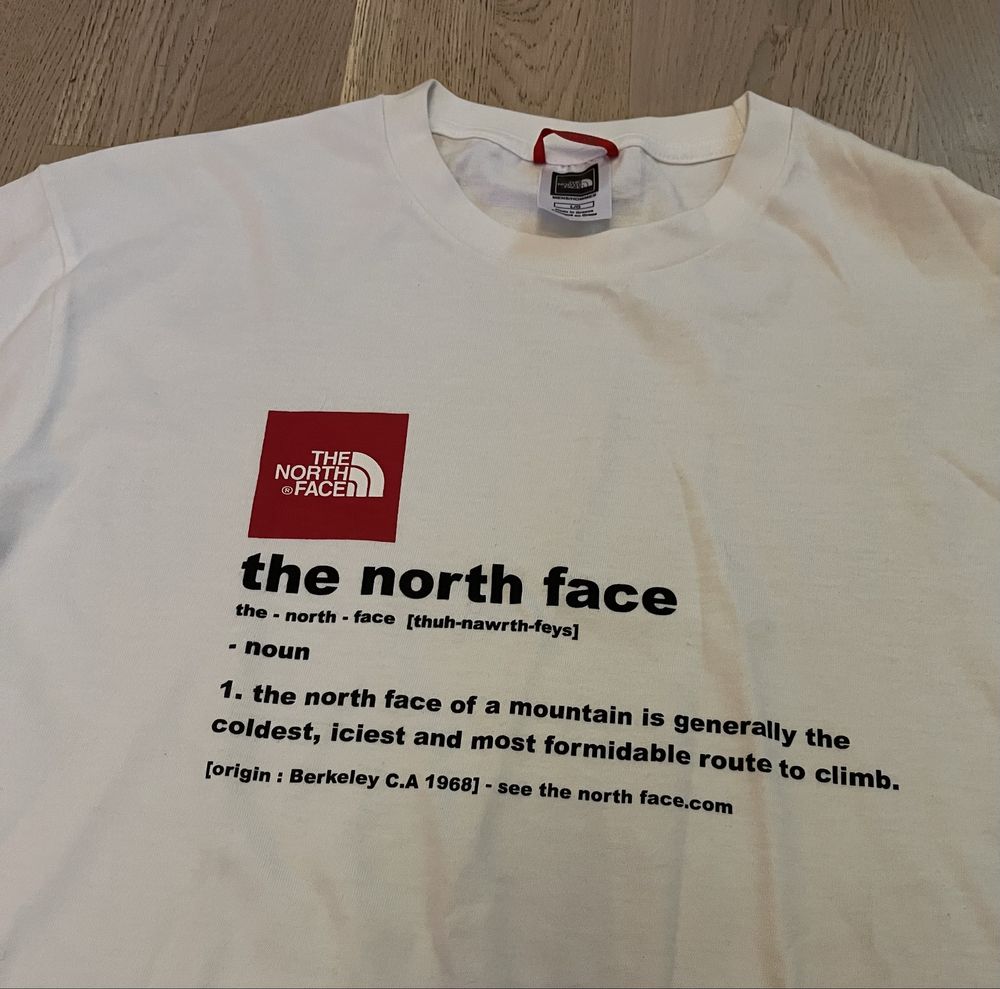 L/G
THE
NORTH
FACE
®
the north face
the - north - face [thuh-nawrth-feys]
- noun
1. the north face of a mountain is generally the
coldest, iciest and most formidable route to climb.
[origin : Berkeley C.A 1968] - see the north face.com